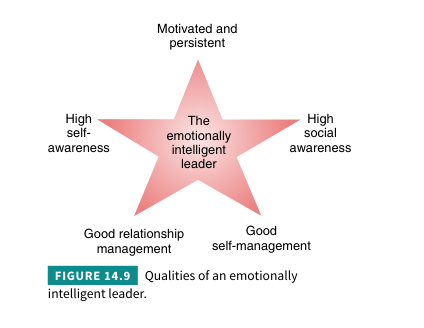 Motivated and
persistent
High
self-
awareness
The
emotionally
intelligent
leader
High
social
awareness
Good relationship
management
Good
self-management
FIGURE 14.9 Qualities of an emotionally
intelligent leader.